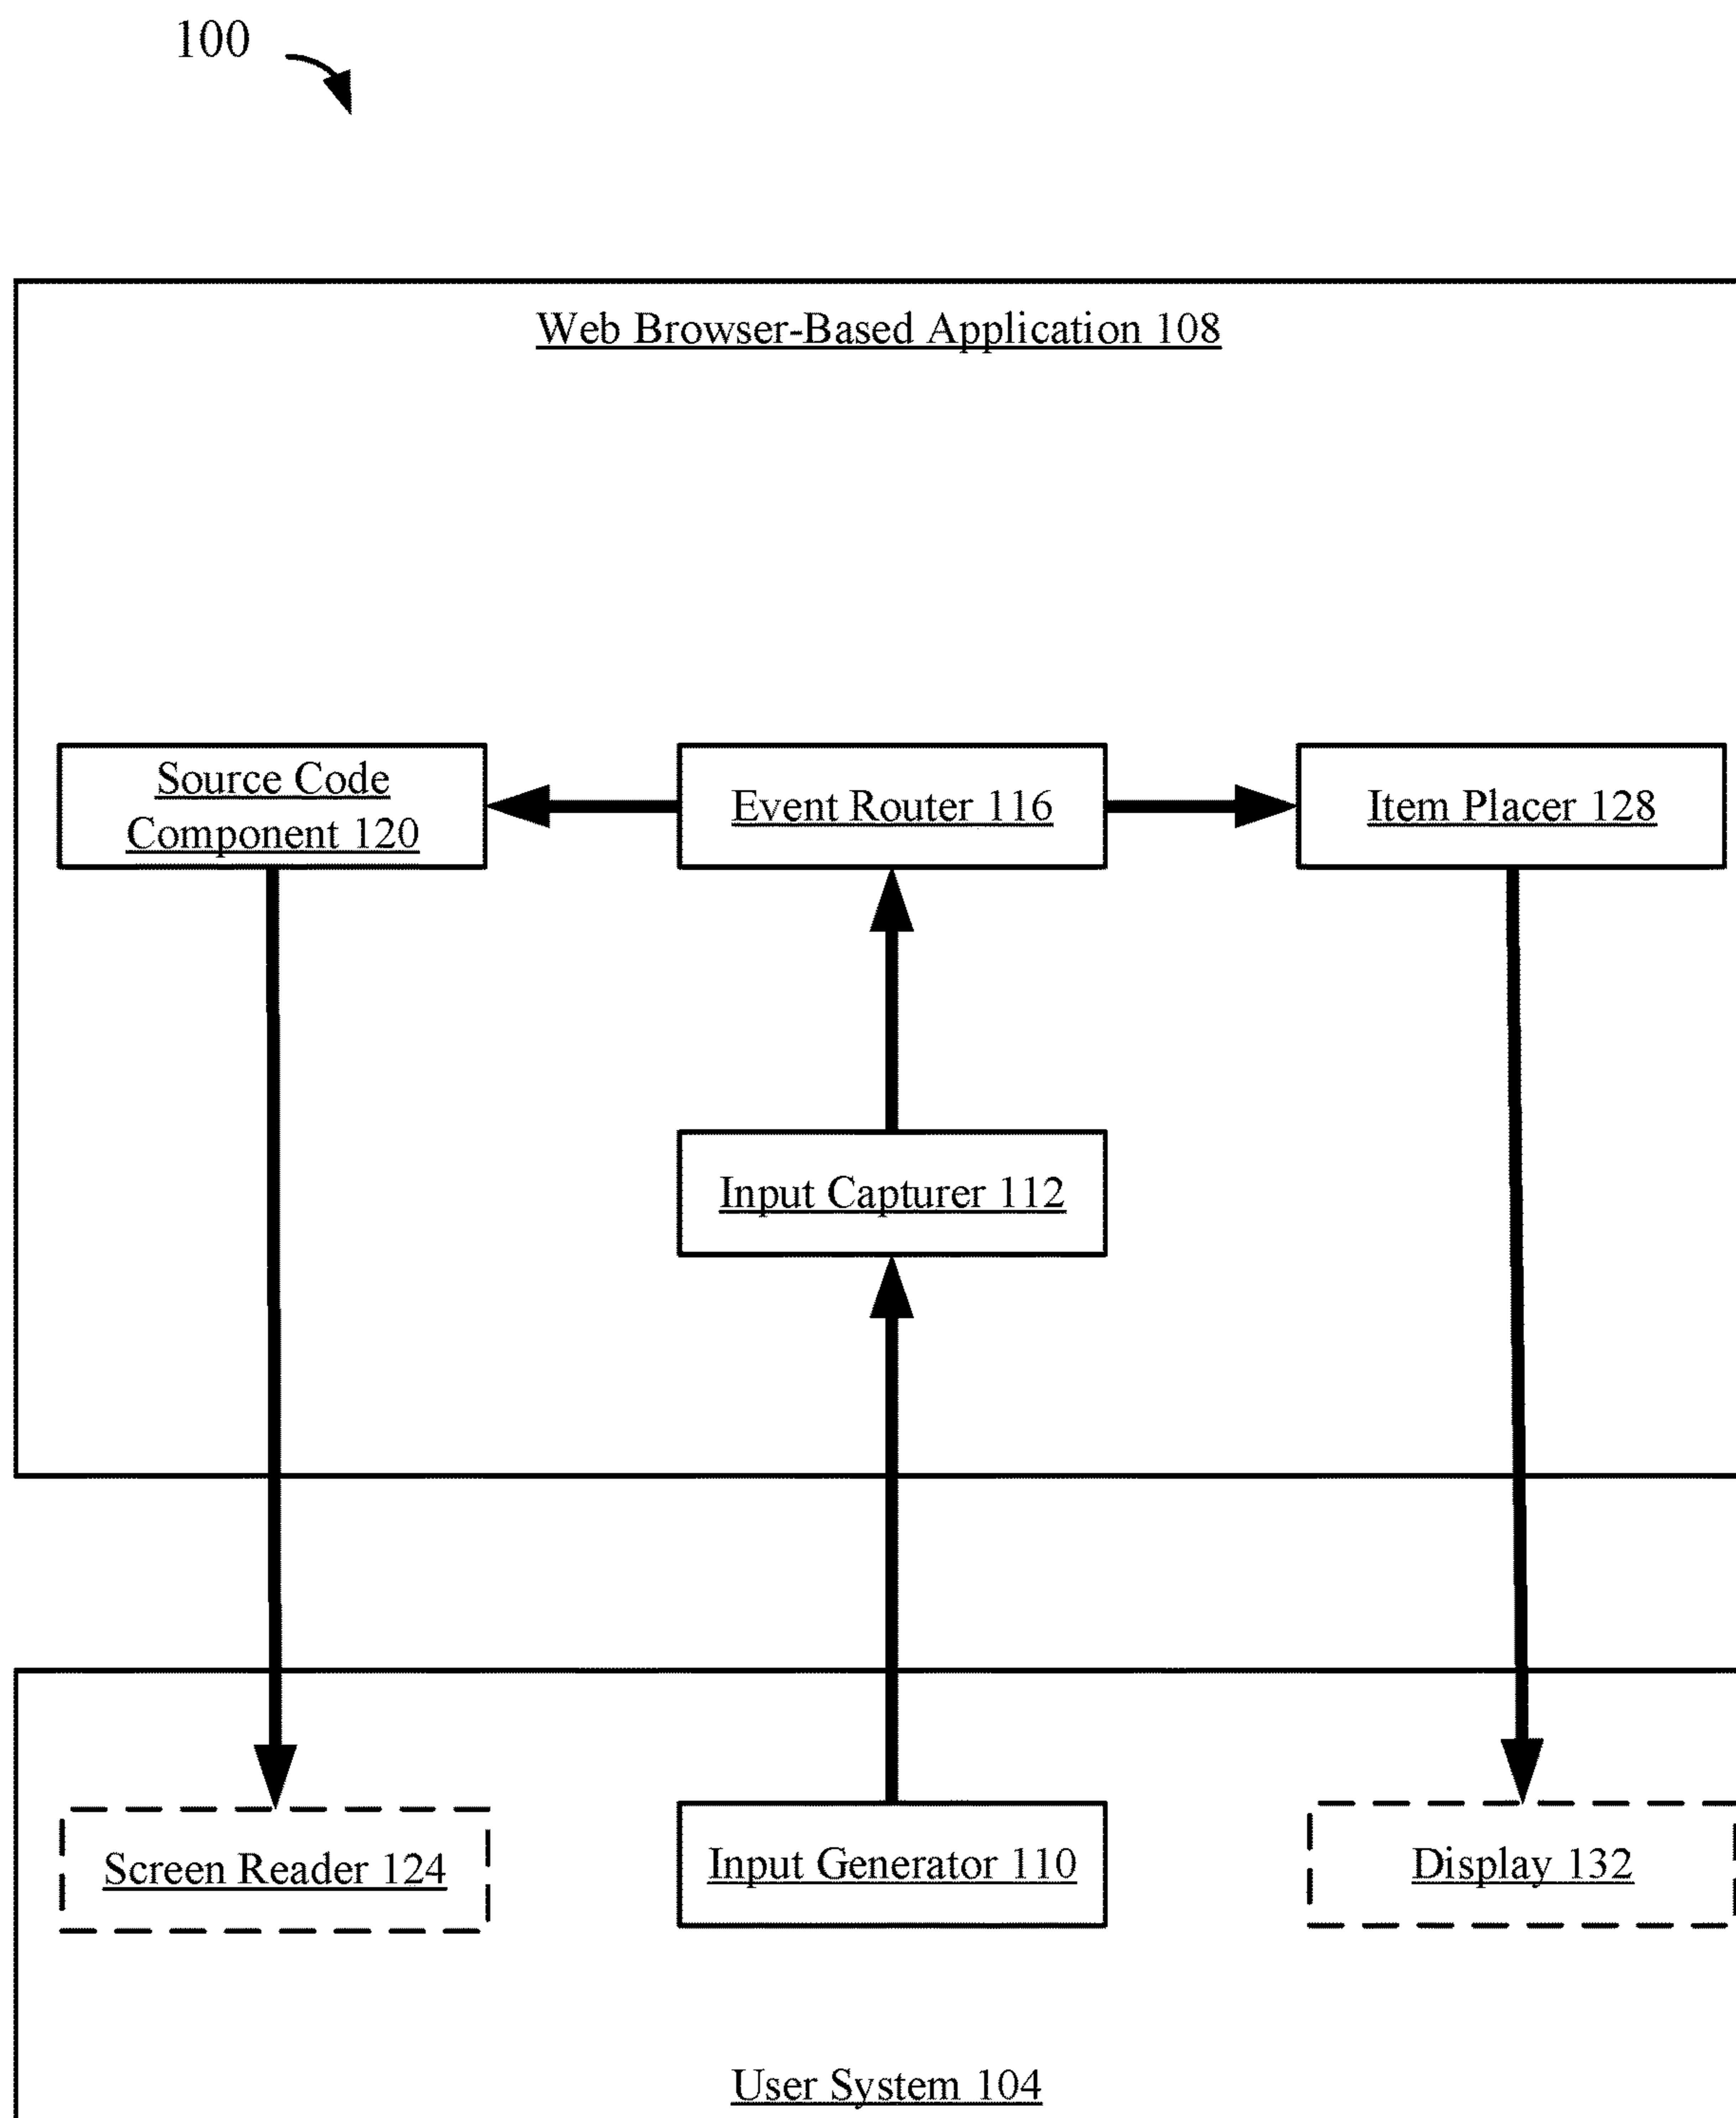 100
Web Browser-Based Application 108
Source Code
Component 120
Event Router 116
Item Placer 128
Input Capturer 112
Screen Reader 124
Input Generator 110
Display 132
User System 104